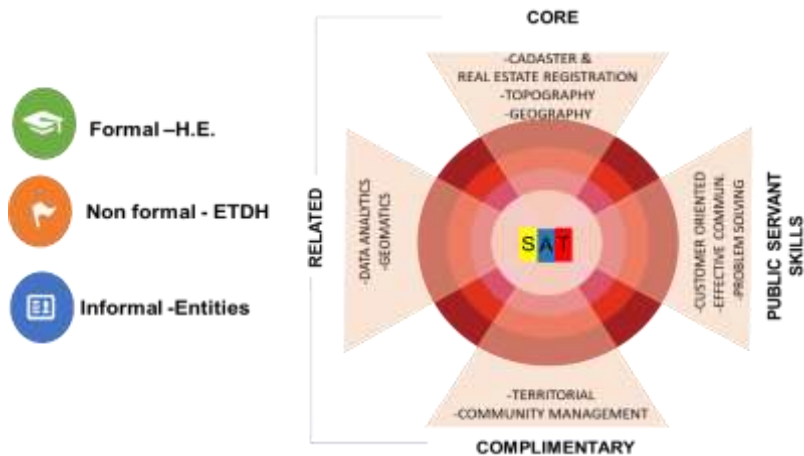 CORE
-CADASTER &
REAL ESTATE REGISTRATION
-TOPOGRAPHY
-GEOGRAPHY
Formal –H.E.
Non formal - ETDH
Informal -Entities
RELATED
-DATA ANALYTICS
-GEOMATICS
SAT
-CUSTOMER ORIENTED
-EFFECTIVE COMMUN.
-PROBLEM SOLVING
PUBLIC SERVANT
SKILLS
-TERRITORIAL
-COMMUNITY MANAGEMENT
COMPLIMENTARY